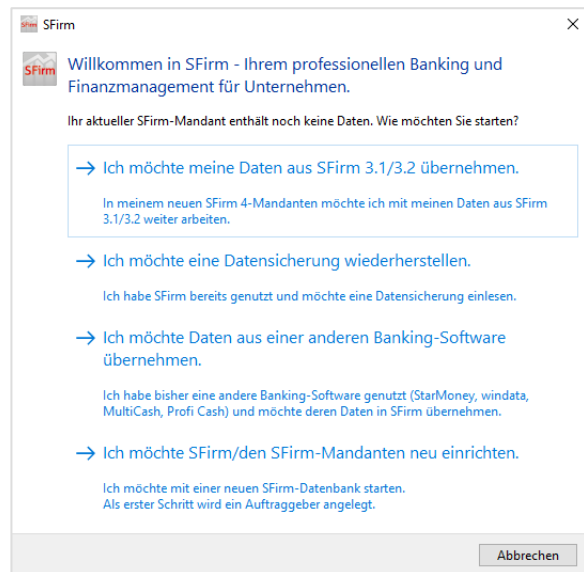 SFirm SFirm
SFirm
Willkommen in SFirm - Ihrem professionellen Banking und
Finanzmanagement für Unternehmen.
Ihr aktueller SFirm-Mandant enthält noch keine Daten. Wie möchten Sie starten?
Ich möchte meine Daten aus SFirm 3.1/3.2 übernehmen.
In meinem neuen SFirm 4-Mandanten möchte ich mit meinen Daten aus SFirm
3.1/3.2 weiter arbeiten.
Ich möchte eine Datensicherung wiederherstellen.
Ich habe SFirm bereits genutzt und möchte eine Datensicherung einlesen.
Ich möchte Daten aus einer anderen Banking-Software
übernehmen.
Ich habe bisher eine andere Banking-Software genutzt (StarMoney, windata,
MultiCash, Profi Cash) und möchte deren Daten in SFirm übernehmen.
Ich möchte SFirm/den SFirm-Mandanten neu einrichten.
Ich möchte mit einer neuen SFirm-Datenbank starten.
Als erster Schritt wird ein Auftraggeber angelegt.
Abbrechen